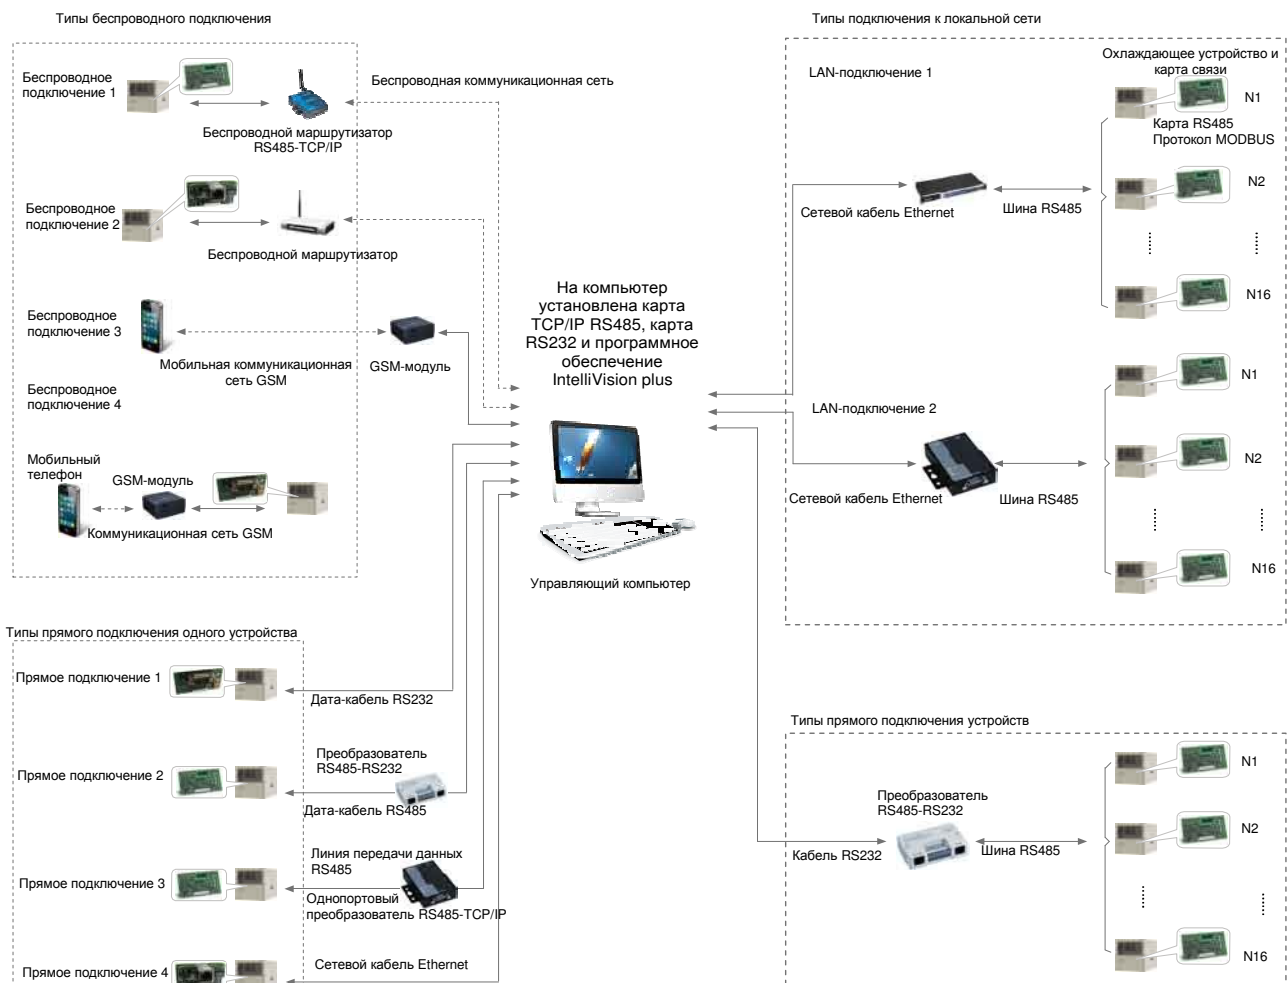 Типы беспроводного подключения
Беспроводное
подключение 1
Беспроводной маршрутизатор
RS485-TCP/IP
Беспроводная коммуникационная сеть
Беспроводное
подключение 2
Беспроводной маршрутизатор
Беспроводное
подключение 3
Мобильная коммуникационная
сеть GSM
GSM-модуль
Беспроводное
подключение 4
Мобильный
телефон
GSM-модуль
Коммуникационная сеть GSM
На компьютер
установлена карта
TCP/IP RS485, карта
RS232 и программное
обеспечение
IntelliVision plus
Управляющий компьютер
Типы подключения к локальной сети
LAN-подключение 1
Охлаждающее устройство и
карта связи
N1
Карта RS485
Протокол MODBUS
N2
Сетевой кабель Ethernet
Шина RS485
N16
LAN-подключение 2
N1
N2
Сетевой кабель Ethernet
Шина RS485
N16
Типы прямого подключения одного устройства
Прямое подключение 1
Дата-кабель RS232
Прямое подключение 2
Преобразователь
RS485-RS232
Дата-кабель RS485
Прямое подключение 3
Линия передачи данных
RS485
Однопортовый
преобразователь RS485-TCP/IP
Прямое подключение 4
Сетевой кабель Ethernet
Типы прямого подключения устройств
N1
Преобразователь
RS485-RS232
N2
Кабель RS232
Шина RS485
N16